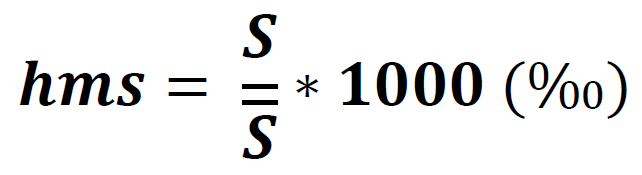 hms = S / S̅ * 1000 (‰)